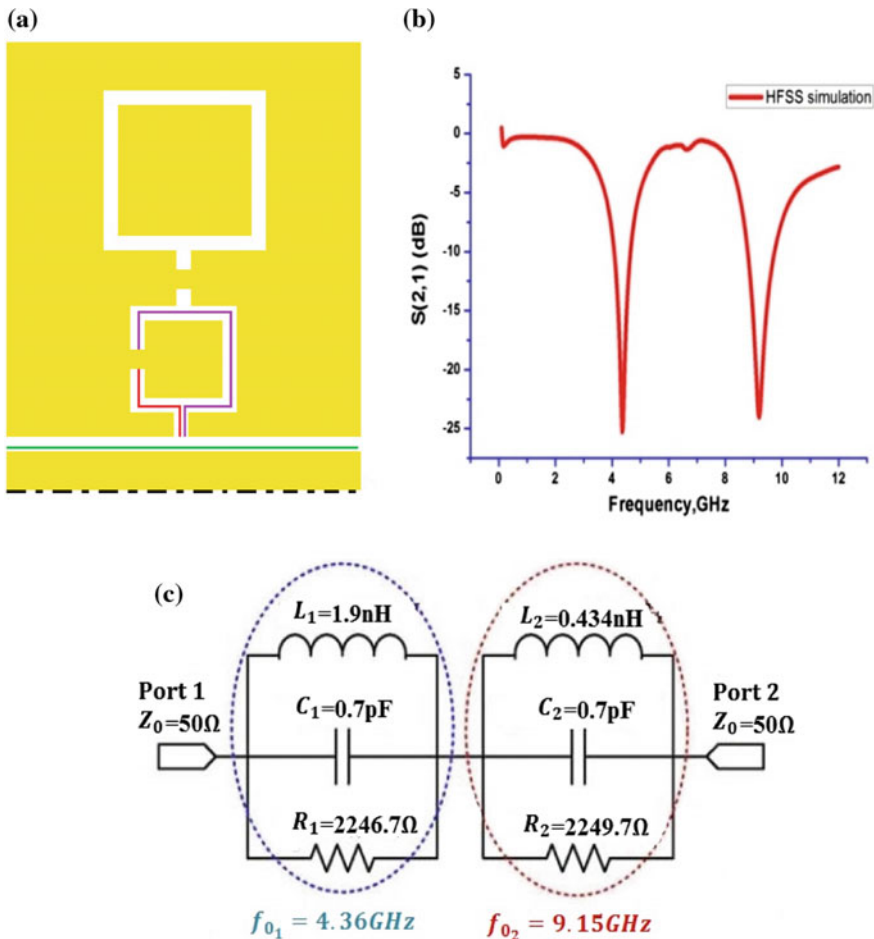 (a)
(b)
HFSS simulation
5
0
-5
-10
-15
-20
-25
S(2,1) (dB)
0 2 4 6 8 10 12
Frequency,GHz
(c)
L₁=1.9nH
L₂=0.434nH
Port 1
Z₀=50Ω
C₁=0.7pF
C₂=0.7pF
Port 2
Z₀=50Ω
R₁=2246.7Ω
R₂=2249.7Ω
f₀₁ = 4.36GHz
f₀₂ = 9.15GHz